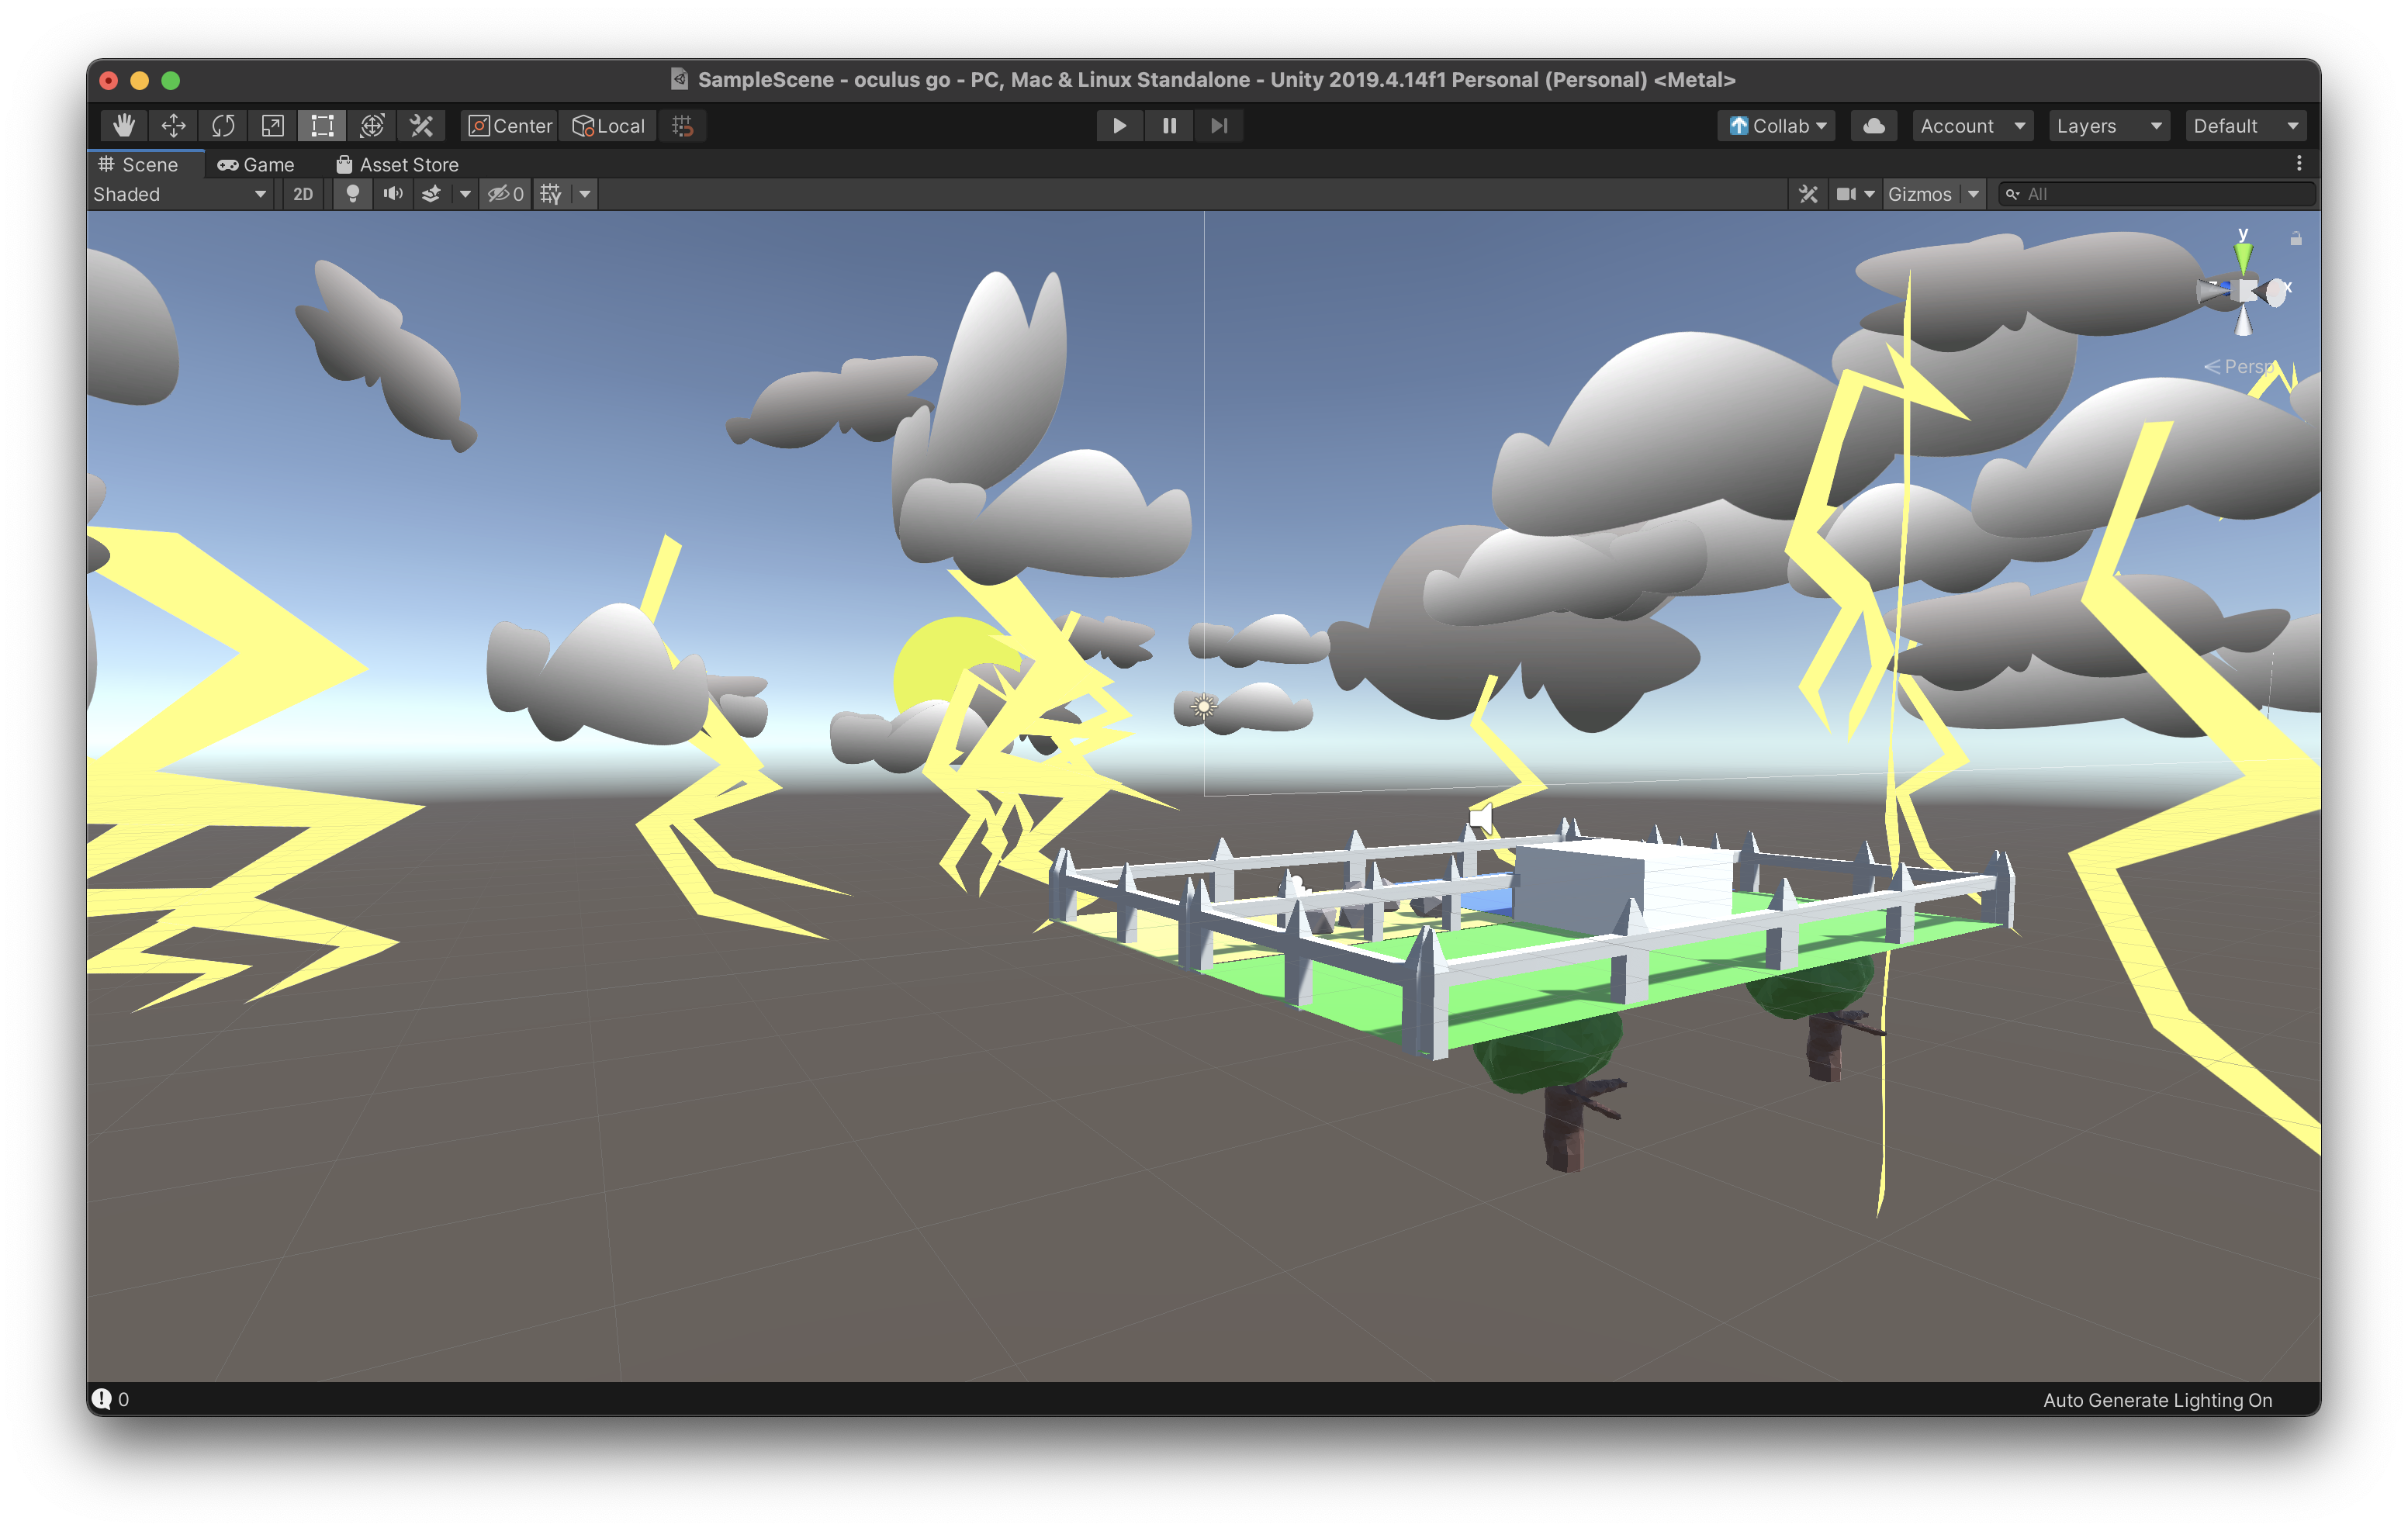 SampleScene - oculus go - PC, Mac & Linux Standalone - Unity 2019.4.14f1 Personal (Personal) <Metal>
Center Local Collab Account Layers Default
Scene Game Asset Store
Shaded 2D 0 Gizmos All
y
x
Persp
0 Auto Generate Lighting On